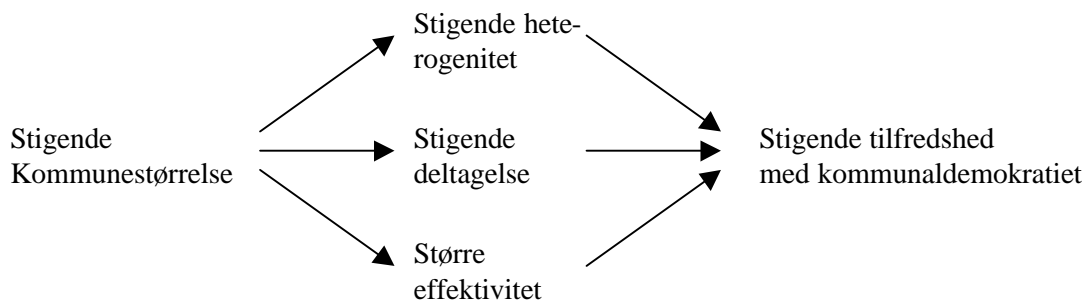 Stigende hete-
rogenitet
Stigende
Kommunestørrelse
Stigende
deltagelse
Stigende tilfredshed
med kommunaldemokratiet
Større
effektivitet